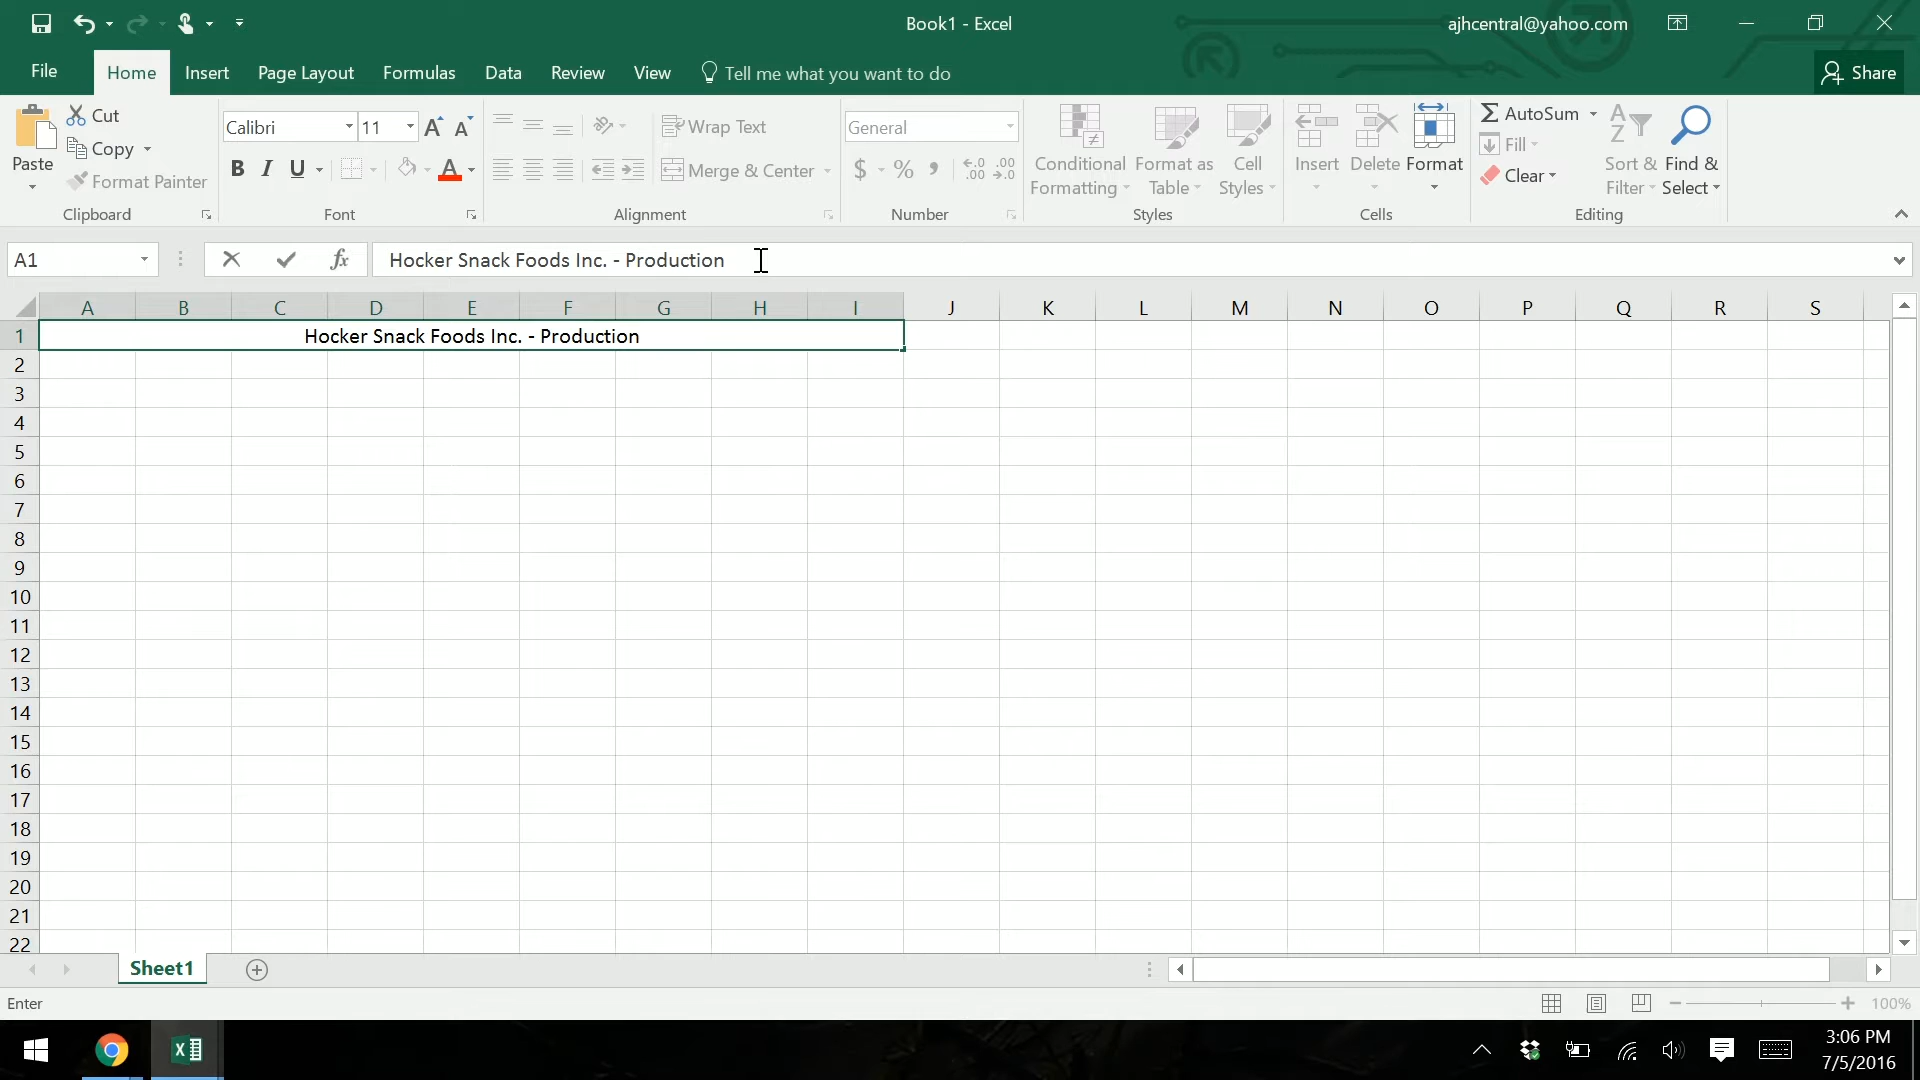 Book1 - Excel
ajhcentral@yahoo.com
File
Home
Insert
Page Layout
Formulas
Data
Review
View
Tell me what you want to do
Share
Paste
Cut
Copy
Format Painter
Clipboard
Calibri
11
B I U
Font
Wrap Text
Merge & Center
Alignment
General
$ % ,
Number
Conditional
Formatting
Format as
Table
Cell
Styles
Styles
Insert
Delete
Format
Cells
AutoSum
Fill
Clear
Sort &
Filter
Find &
Select
Editing
A1
fx
Hocker Snack Foods Inc. - Production
A B C D E F G H I J K L M N O P Q R S
1 Hocker Snack Foods Inc. - Production
2
3
4
5
6
7
8
9
10
11
12
13
14
15
16
17
18
19
20
21
22
Sheet1
Enter
100%
3:06 PM
7/5/2016